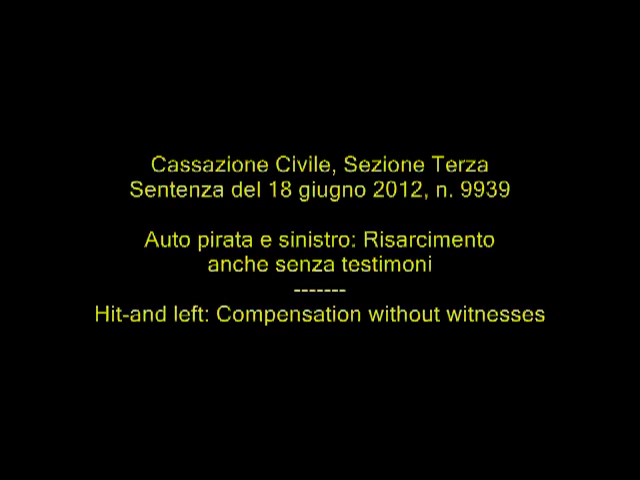 Cassazione Civile, Sezione Terza
Sentenza del 18 giugno 2012, n. 9939
Auto pirata e sinistro: Risarcimento
anche senza testimoni
-------
Hit-and left: Compensation without witnesses